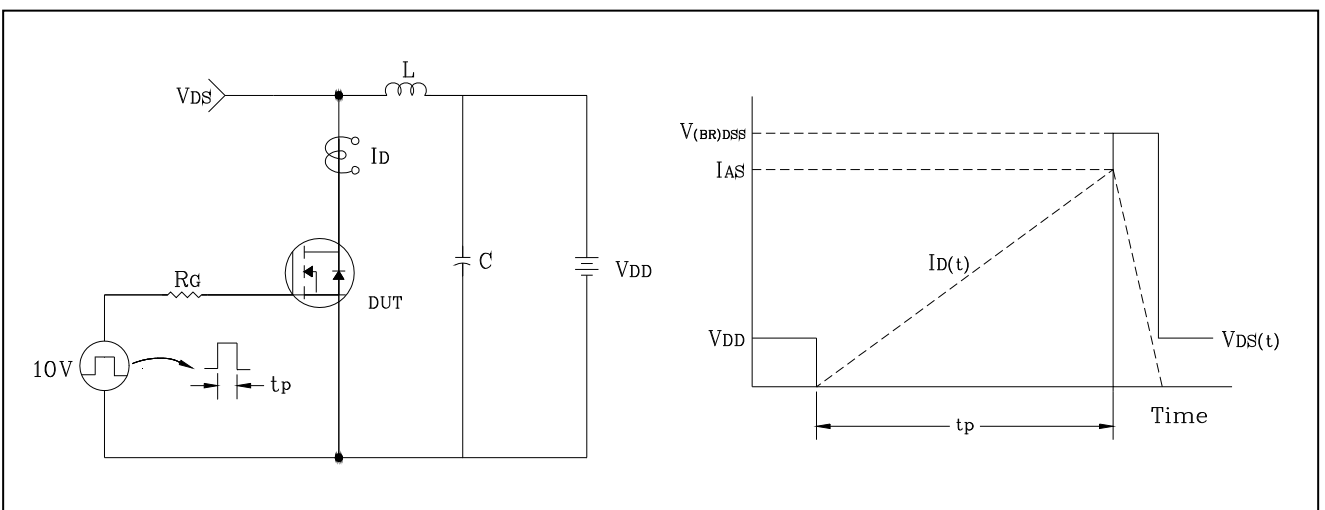 L
VDS
ID
RG
C
VDD
DUT
10V
tp
V(BR)DSS
IAS
ID(t)
VDD
VDS(t)
tp
Time